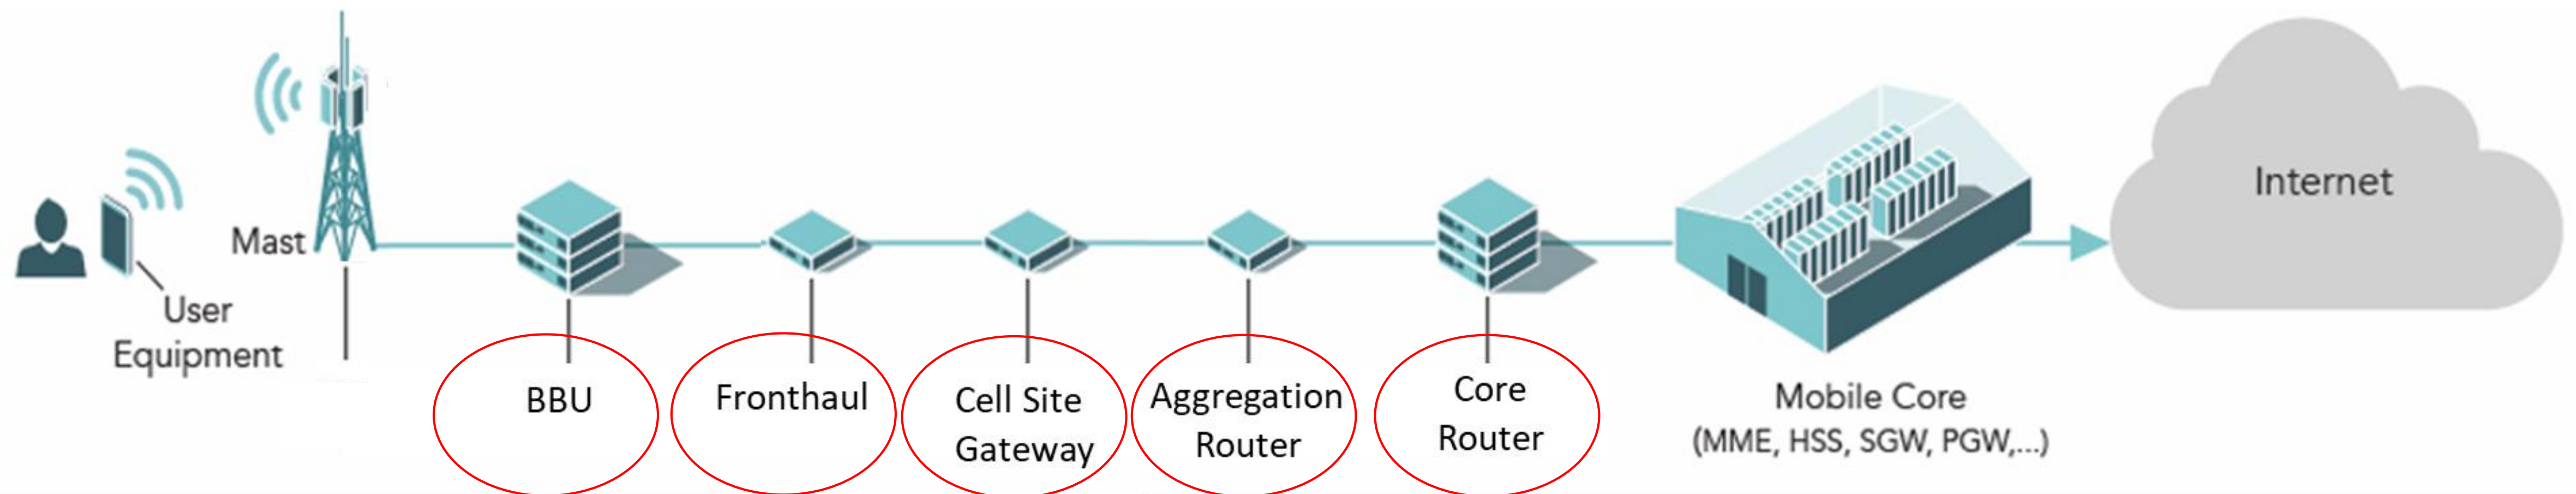 Mast
User
Equipment
BBU
Fronthaul
Cell Site
Gateway
Aggregation
Router
Core
Router
Mobile Core
(MME, HSS, SGW, PGW,...)
Internet